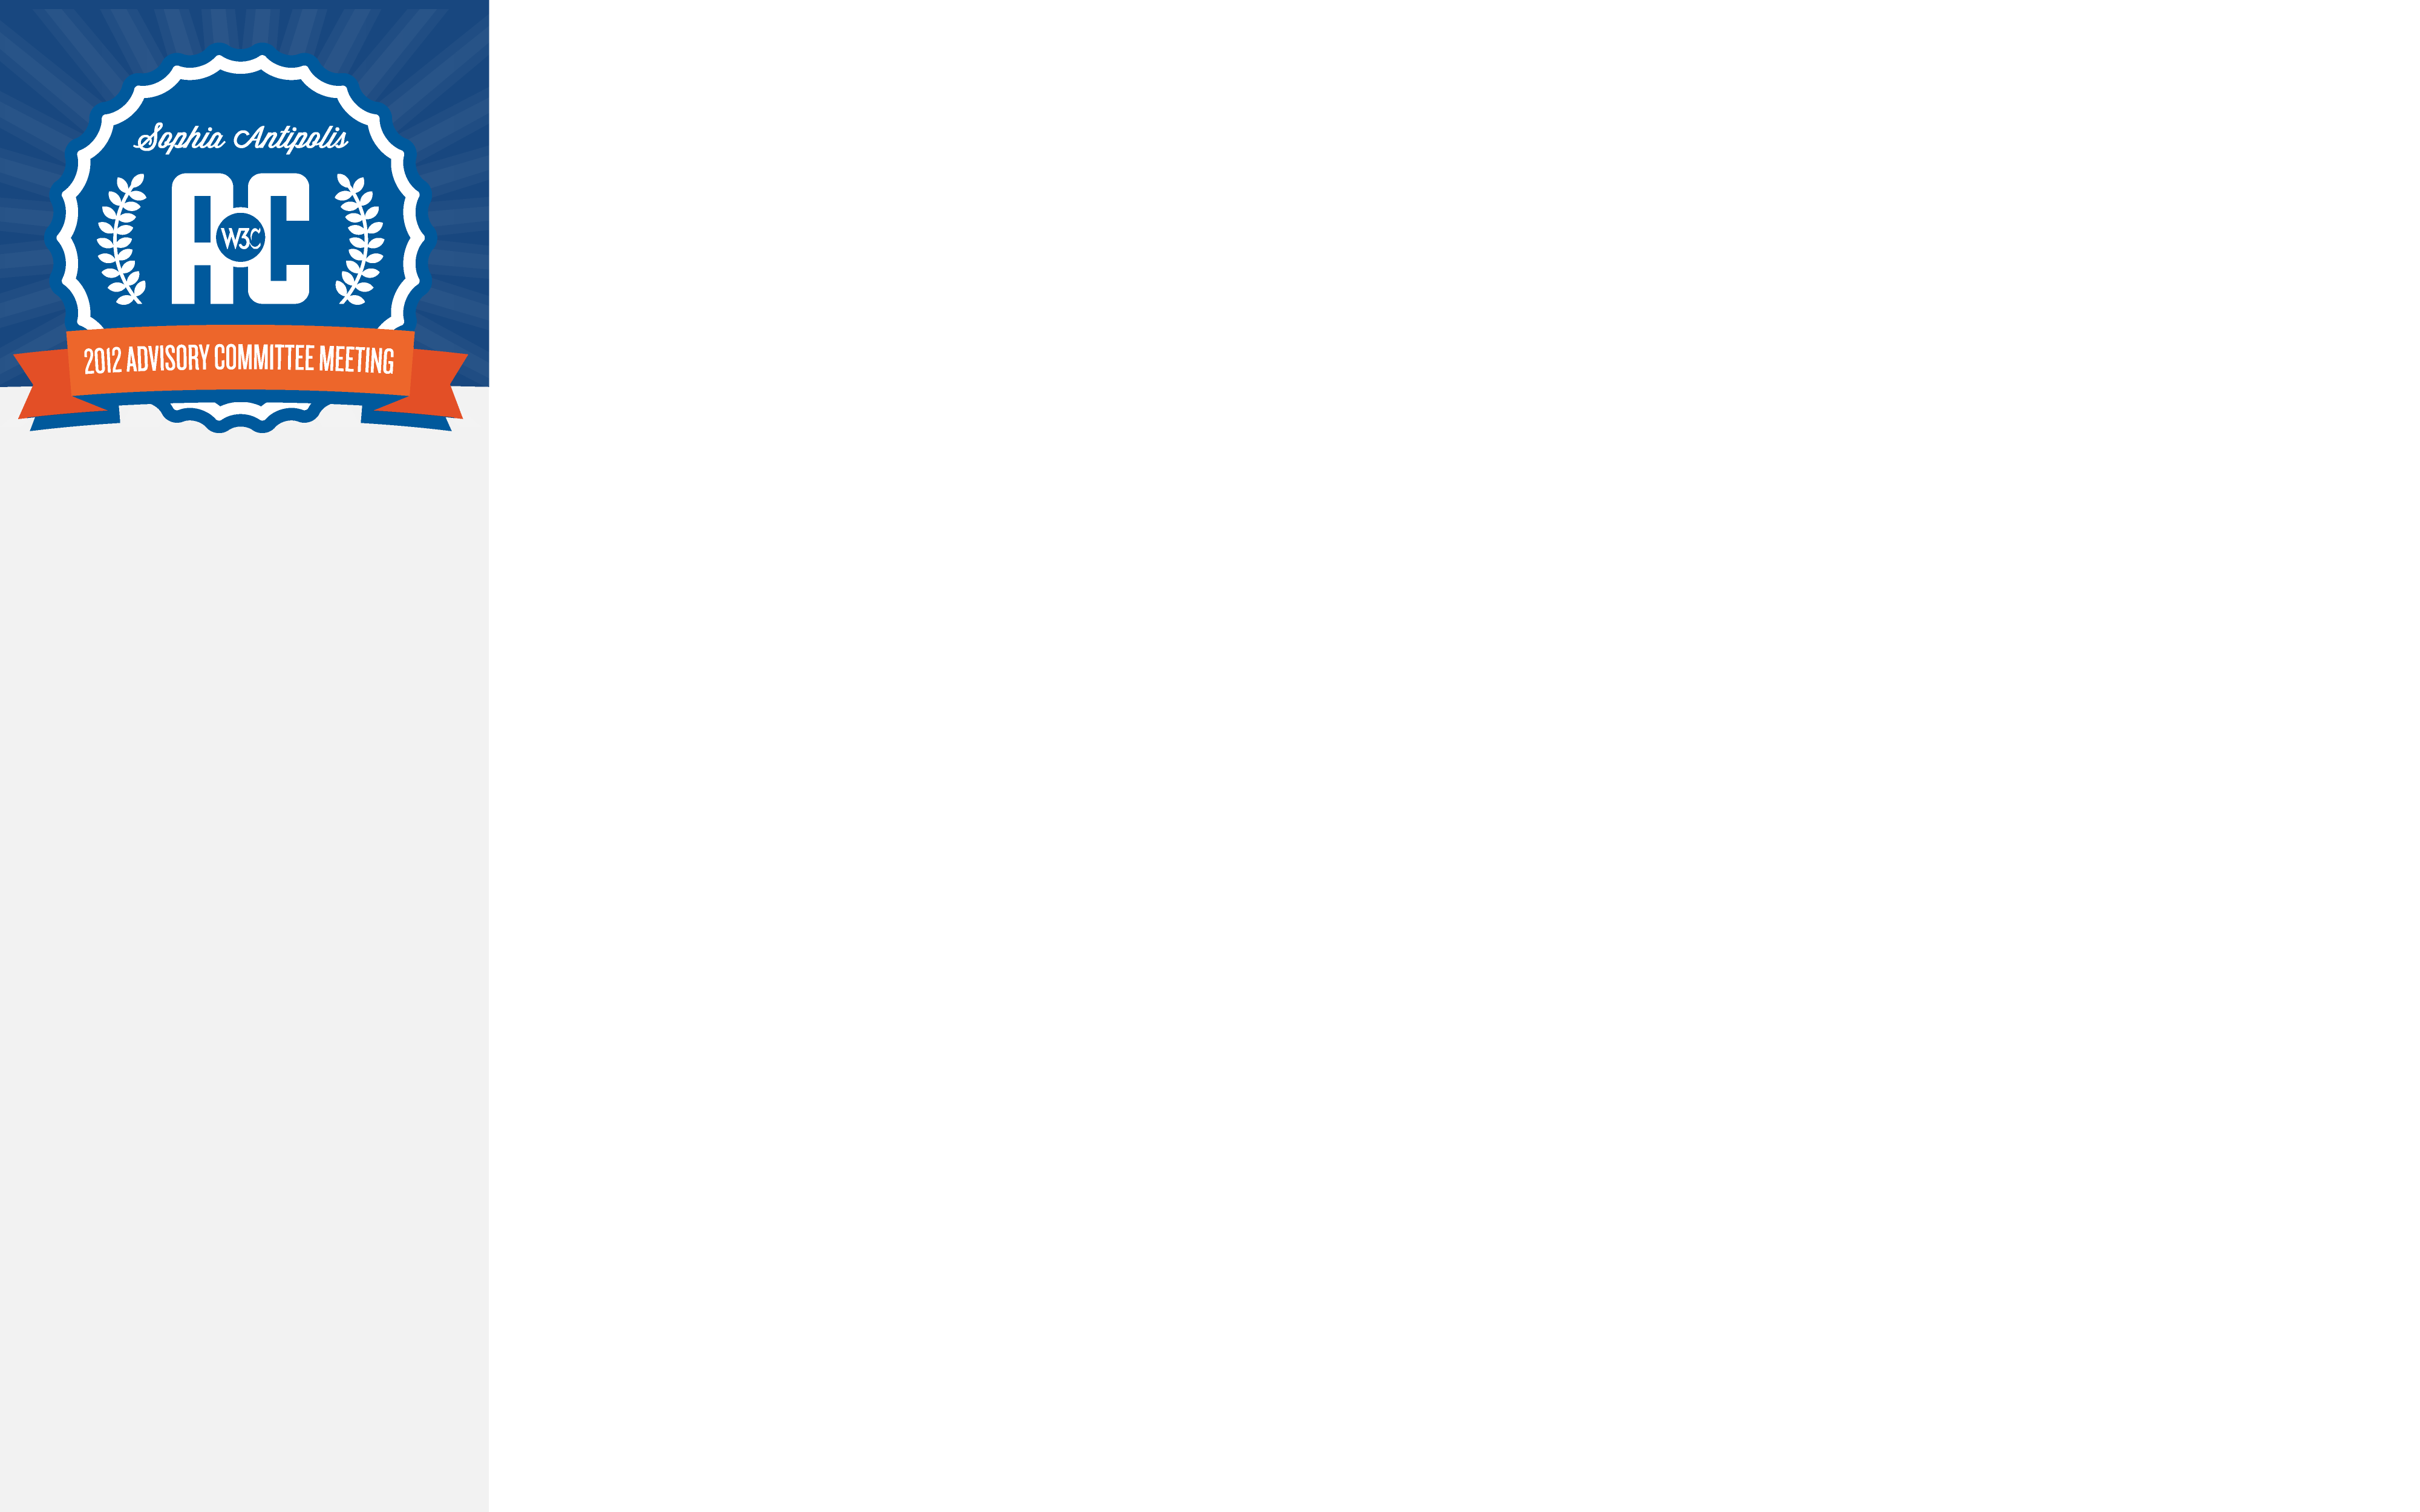 Sophia Antipolis
AC
W3C
2012 ADVISORY COMMITTEE MEETING